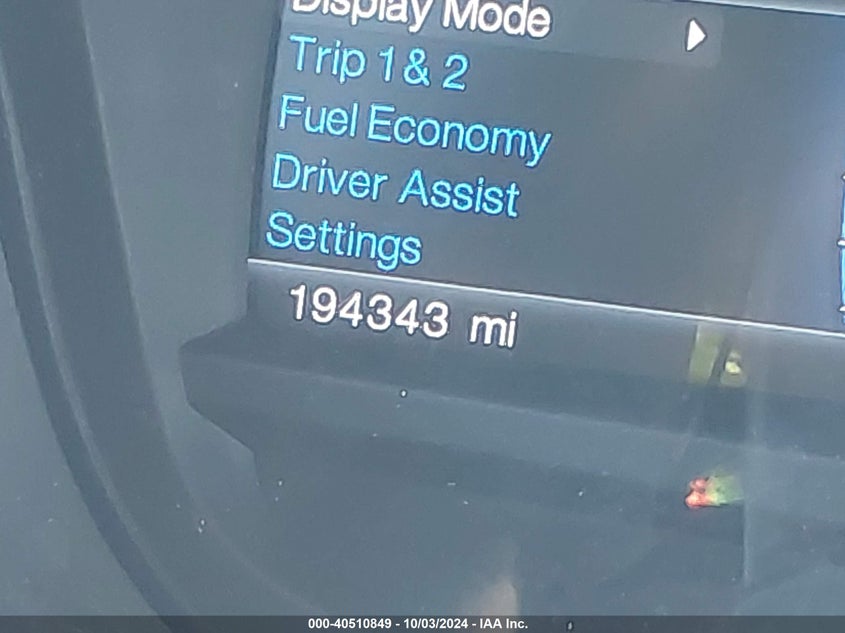 Display Mode
Trip 1 & 2
Fuel Economy
Driver Assist
Settings
194343 mi
000-40510849 - 10/03/2024 - IAA Inc.